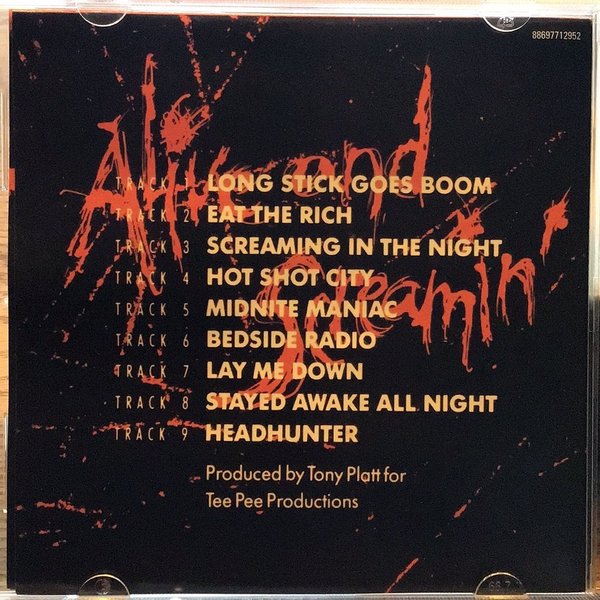 88697712952
Alive and
Screamin'
TRACK 1 LONG STICK GOES BOOM
TRACK 2 EAT THE RICH
TRACK 3 SCREAMING IN THE NIGHT
TRACK 4 HOT SHOT CITY
TRACK 5 MIDNITE MANIAC
TRACK 6 BEDSIDE RADIO
TRACK 7 LAY ME DOWN
TRACK 8 STAYED AWAKE ALL NIGHT
TRACK 9 HEADHUNTER
Produced by Tony Platt for
Tee Pee Productions